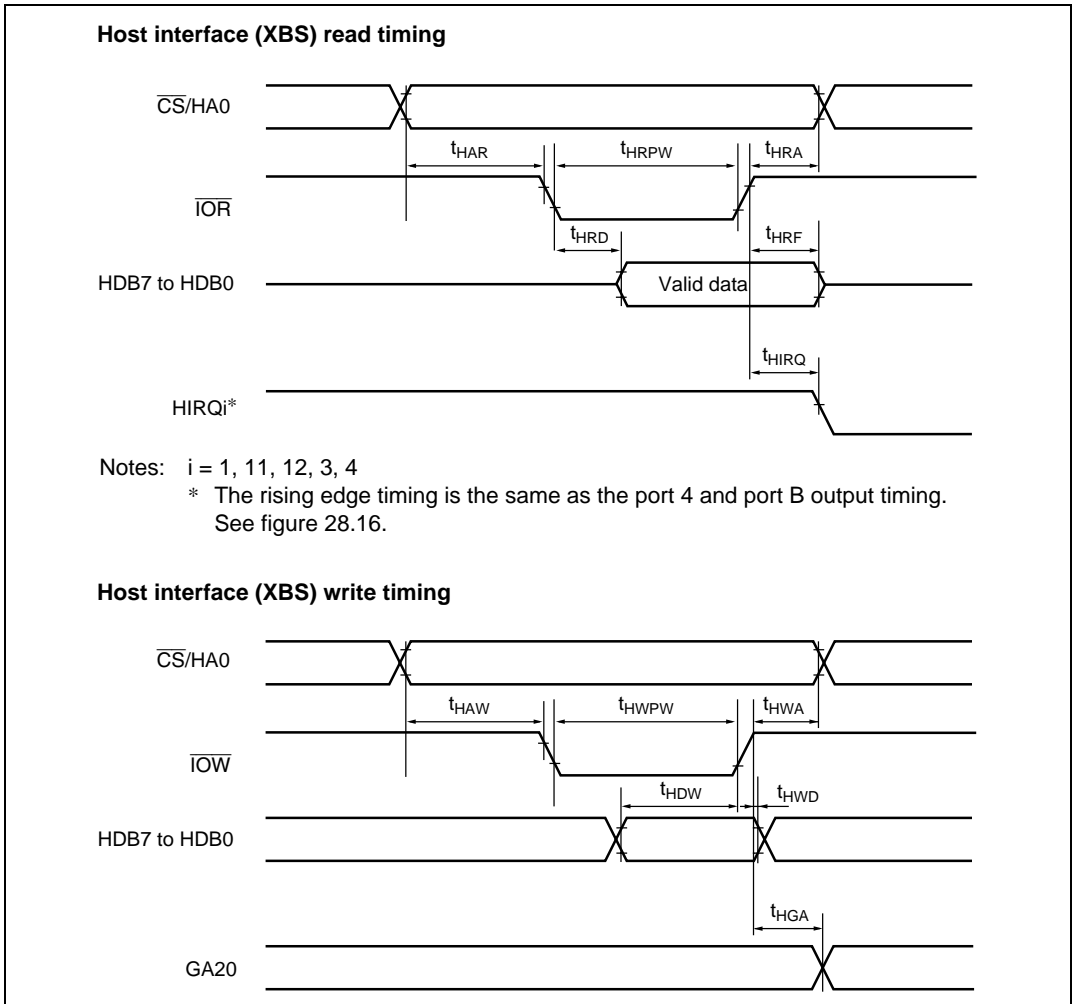 Host interface (XBS) read timing
CS/HA0
tHAR tHRPW tHRA
IOR
tHRD tHRF
HDB7 to HDB0 Valid data
tHIRQ
HIRQi*
Notes: i = 1, 11, 12, 3, 4
* The rising edge timing is the same as the port 4 and port B output timing.
See figure 28.16.
Host interface (XBS) write timing
CS/HA0
tHAW tHWPW tHWA
IOW
tHDW tHWD
HDB7 to HDB0
tHGA
GA20